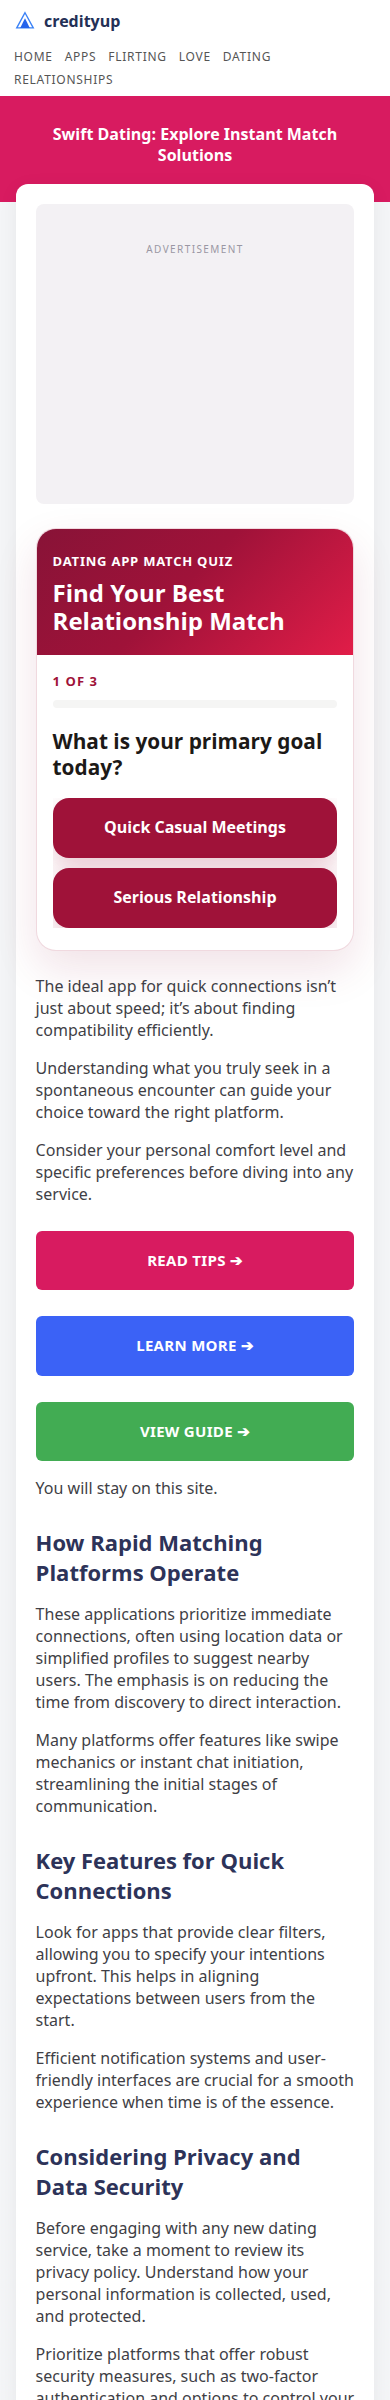 credityup
HOME APPS FLIRTING LOVE DATING
RELATIONSHIPS
Swift Dating: Explore Instant Match
Solutions
ADVERTISEMENT
DATING APP MATCH QUIZ
Find Your Best
Relationship Match
1 OF 3
What is your primary goal
today?
Quick Casual Meetings
Serious Relationship
The ideal app for quick connections isn’t
just about speed; it’s about finding
compatibility efficiently.
Understanding what you truly seek in a
spontaneous encounter can guide your
choice toward the right platform.
Consider your personal comfort level and
specific preferences before diving into any
service.
READ TIPS ➔
LEARN MORE ➔
VIEW GUIDE ➔
You will stay on this site.
How Rapid Matching
Platforms Operate
These applications prioritize immediate
connections, often using location data or
simplified profiles to suggest nearby
users. The emphasis is on reducing the
time from discovery to direct interaction.
Many platforms offer features like swipe
mechanics or instant chat initiation,
streamlining the initial stages of
communication.
Key Features for Quick
Connections
Look for apps that provide clear filters,
allowing you to specify your intentions
upfront. This helps in aligning
expectations between users from the
start.
Efficient notification systems and user-
friendly interfaces are crucial for a smooth
experience when time is of the essence.
Considering Privacy and
Data Security
Before engaging with any new dating
service, take a moment to review its
privacy policy. Understand how your
personal information is collected, used,
and protected.
Prioritize platforms that offer robust
security measures, such as two-factor
authentication and options to control your